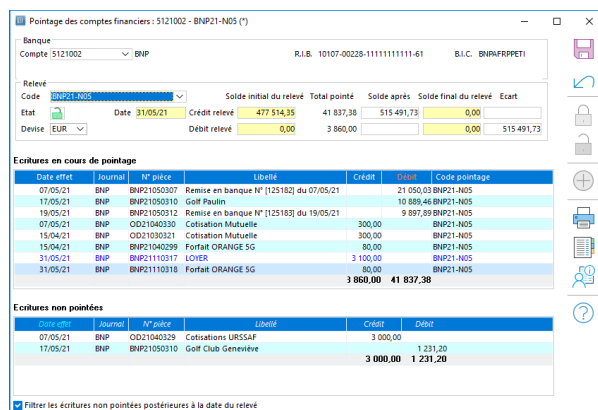 Pointage des comptes financiers : 5121002 - BNP21-N05 (*)
Banque
Compte 5121002 BNP R.I.B. 10107-00228-11111111111-61 B.I.C. BNPAFRPPETI
Relevé
Code BNP21-N05 Solde initial du relevé Total pointé Solde après Solde final du relevé Ecart
Etat Date 31/05/21 Crédit relevé 477 514,35 41 837,38 515 491,73 0,00
Devise EUR Débit relevé 0,00 3 860,00 0,00 515 491,73
Ecritures en cours de pointage
Date effet Journal N° pièce Libellé Crédit Débit Code pointage
07/05/21 BNP BNP21050307 Remise en banque N° [125182] du 07/05/21 21 050,03 BNP21-N05
17/05/21 BNP BNP21050310 Golf Paulin 10 889,46 BNP21-N05
19/05/21 BNP BNP21050312 Remise en banque N° [125183] du 19/05/21 9 897,89 BNP21-N05
07/05/21 BNP OD21040330 Cotisation Mutuelle 300,00 BNP21-N05
15/04/21 BNP OD21030321 Cotisation Mutuelle 300,00 BNP21-N05
15/04/21 BNP BNP21040299 Forfait ORANGE 5G 80,00 BNP21-N05
31/05/21 BNP BNP21110317 LOYER 3 100,00 BNP21-N05
31/05/21 BNP BNP21110318 Forfait ORANGE 5G 80,00 BNP21-N05
3 860,00 41 837,38
Ecritures non pointées
Date effet Journal N° pièce Libellé Crédit Débit
07/05/21 BNP OD21040329 Cotisations URSSAF 3 000,00
17/05/21 BNP BNP21050310 Golf Club Geneviève 1 231,20
3 000,00 1 231,20
Filtrer les écritures non pointées postérieures à la date du relevé